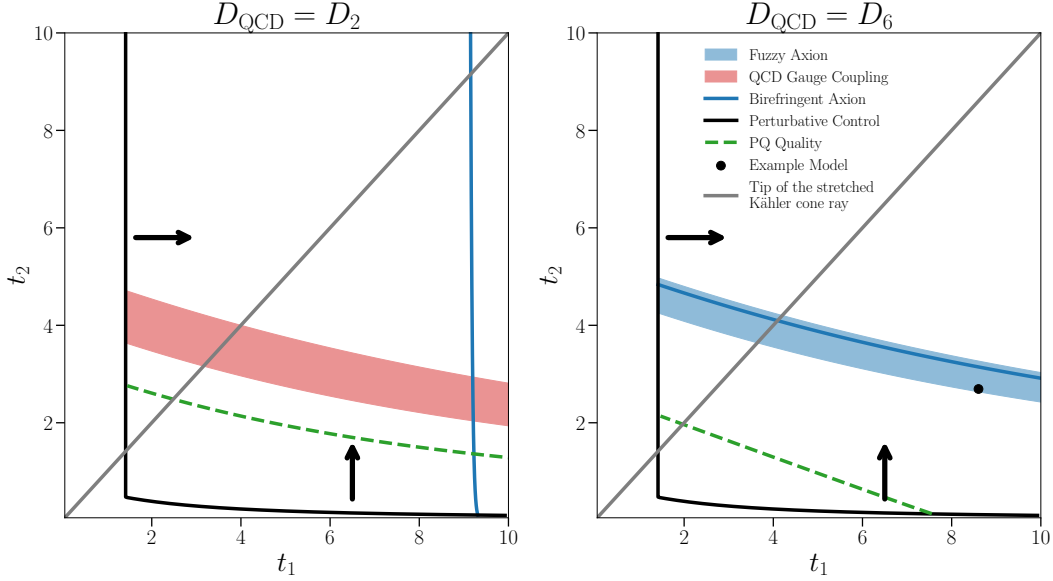 D_QCD = D_2
10
8
6
4
2
t_2
2
4
6
8
10
t_1
D_QCD = D_6
Fuzzy Axion
QCD Gauge Coupling
Birefringent Axion
Perturbative Control
PQ Quality
Example Model
Tip of the stretched
Kähler cone ray
10
8
6
4
2
t_2
2
4
6
8
10
t_1